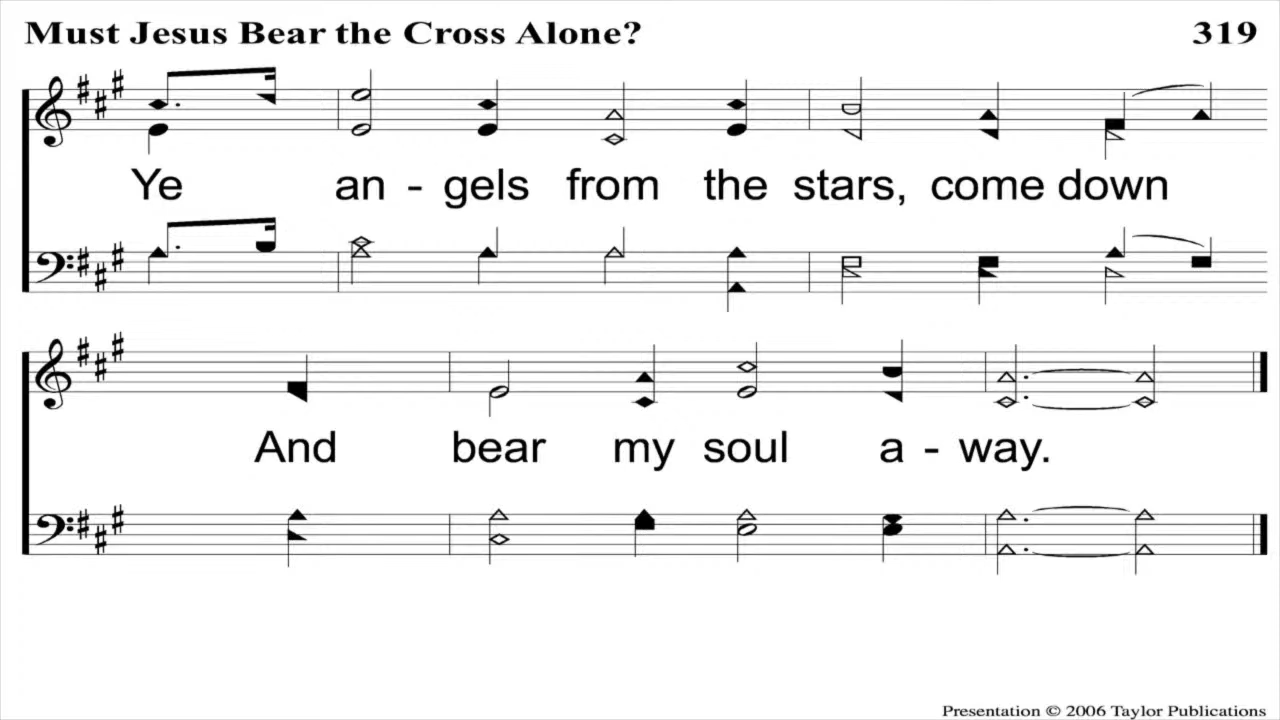 Must Jesus Bear the Cross Alone? 319
Ye an - gels from the stars, come down
And bear my soul a - way.
Presentation © 2006 Taylor Publications